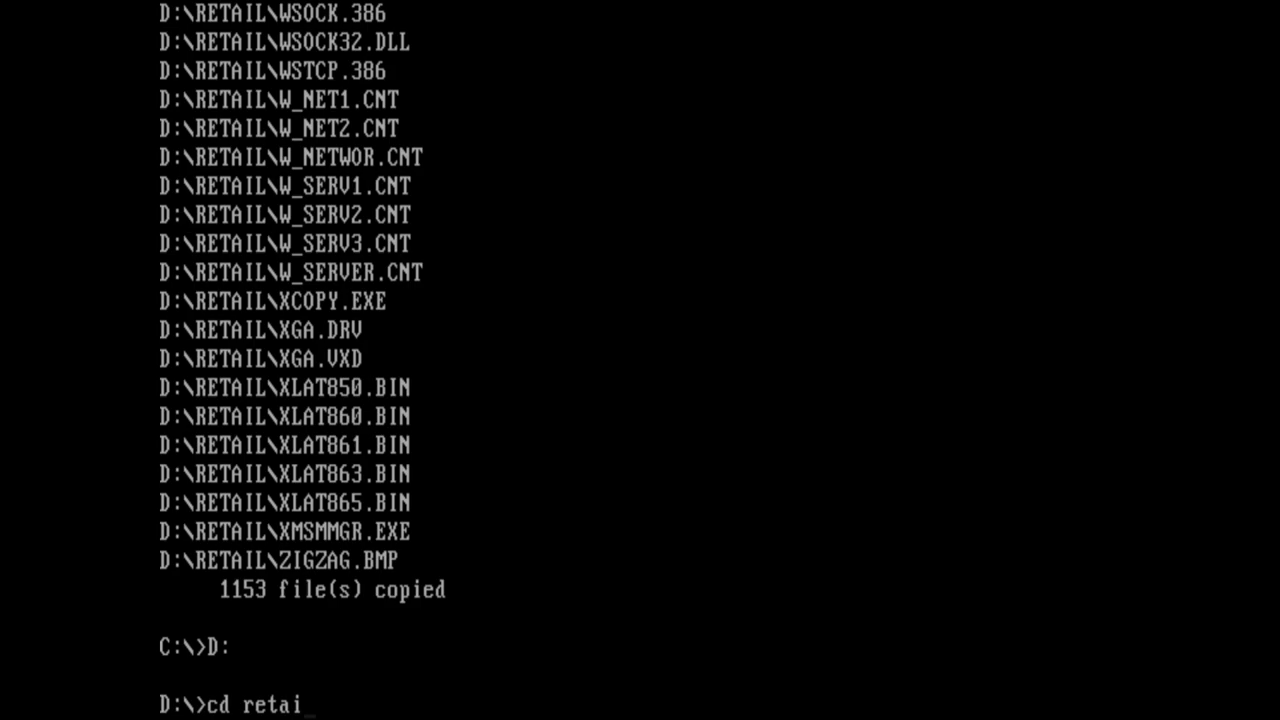 D:\RETAIL\WSOCK.386
D:\RETAIL\WSOCK32.DLL
D:\RETAIL\WSTCP.386
D:\RETAIL\W_NET1.CNT
D:\RETAIL\W_NET2.CNT
D:\RETAIL\W_NETWOR.CNT
D:\RETAIL\W_SERV1.CNT
D:\RETAIL\W_SERV2.CNT
D:\RETAIL\W_SERV3.CNT
D:\RETAIL\W_SERVER.CNT
D:\RETAIL\XCOPY.EXE
D:\RETAIL\XGA.DRV
D:\RETAIL\XGA.VXD
D:\RETAIL\XLAT850.BIN
D:\RETAIL\XLAT860.BIN
D:\RETAIL\XLAT861.BIN
D:\RETAIL\XLAT863.BIN
D:\RETAIL\XLAT865.BIN
D:\RETAIL\XMSMMGR.EXE
D:\RETAIL\ZIGZAG.BMP
1153 file(s) copied
C:\>D:
D:\>cd retai